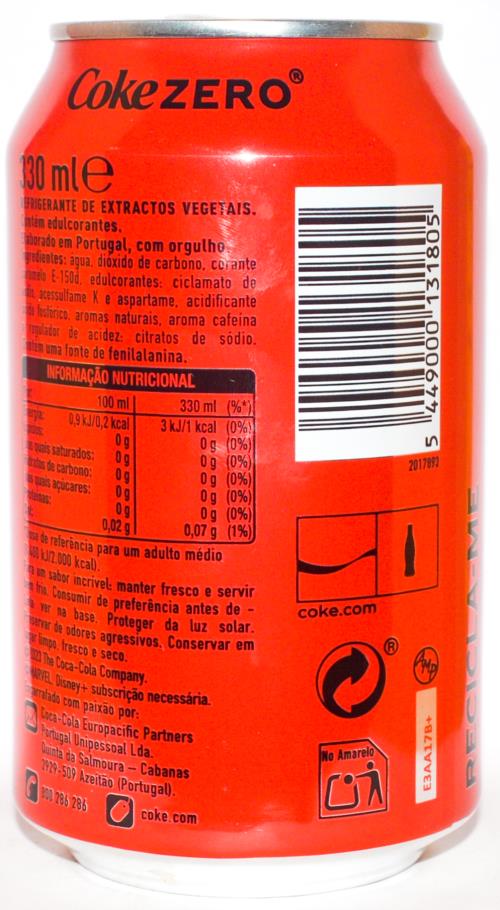 Coke ZERO®
330 ml ℮
REFRIGERANTE DE EXTRACTOS VEGETAIS.
Contém edulcorantes.
Elaborado em Portugal, com orgulho
Ingredientes: água, dióxido de carbono, corante
caramelo E-150d, edulcorantes: ciclamato de
acessulfame K e aspartame, acidificante
ácido fosfórico, aromas naturais, aroma cafeína
regulador de acidez: citratos de sódio.
Contém uma fonte de fenilalanina.
INFORMAÇÃO NUTRICIONAL
100 ml 330 ml (%*)
0,9 kJ/0,2 kcal 3 kJ/1 kcal (0%)
0 g 0 g (0%)
quais saturados: 0 g 0 g (0%)
de carbono: 0 g 0 g (0%)
quais açúcares: 0 g 0 g (0%)
0 g 0 g (0%)
0,02 g 0,07 g (1%)
de referência para um adulto médio
kJ/2.000 kcal).
um sabor incrível: manter fresco e servir
frio. Consumir de preferência antes de -
ver na base. Proteger da luz solar.
de odores agressivos. Conservar em
limpo, fresco e seco.
The Coca-Cola Company.
MARVEL Disney+ subscrição necessária.
com paixão por:
Coca-Cola Europacific Partners
Portugal Unipessoal Lda.
Quinta da Salmoura – Cabanas
2929-509 Azeitão (Portugal).
800 286 286
coke.com
5 449000 131805
2017893
coke.com
®
No Amarelo
AMP
E3AA17B+
RECICLA-ME